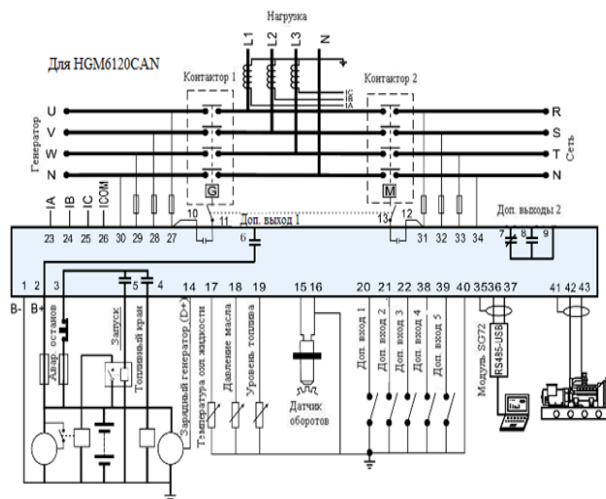 Нагрузка
Для HGM6120CAN
L1
L2
L3
N
Контактор 1
Контактор 2
Генератор
U
V
W
N
R
S
T
N
Сеть
G
M
IA
IB
IC
ICOM
10
11
Доп. выход 1
13
12
Доп. выходы 2
23 24 25 26 30 29 28 27
6
31 32 33 34
7 8 9
1 2 3 5 4 14 17 18 19 15 16 20 21 22 38 39 40 35 36 37 41 42 43
B-
B+
Авар. останов
Запуск
Топливный кран
Зарядный генератор (D+)
Температура охл. жидкости
Давление масла
Уровень топлива
Датчик
оборотов
Доп. вход 1
Доп. вход 2
Доп. вход 3
Доп. вход 4
Доп. вход 5
Модуль SG72
RS485-USB